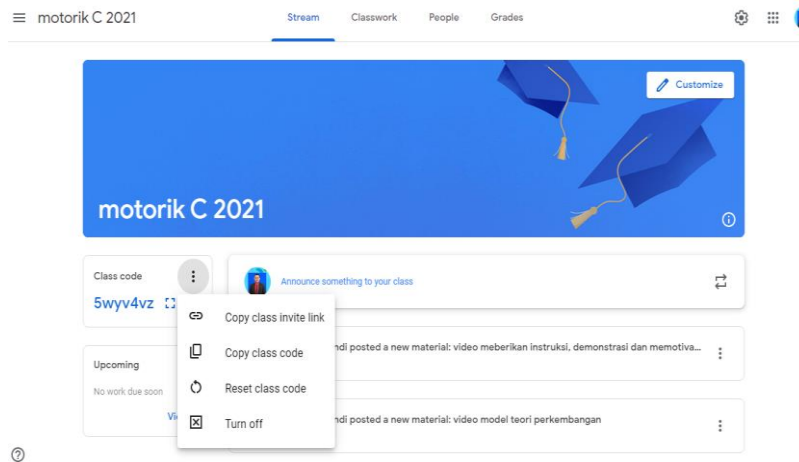 motorik C 2021
Stream Classwork People Grades
Customize
motorik C 2021
Class code
5wyv4vz
Announce something to your class
Copy class invite link
Copy class code
Reset class code
Turn off
ndi posted a new material: video meberikan instruksi, demonstrasi dan memotiva...
Upcoming
No work due soon
Vi
ndi posted a new material: video model teori perkembangan